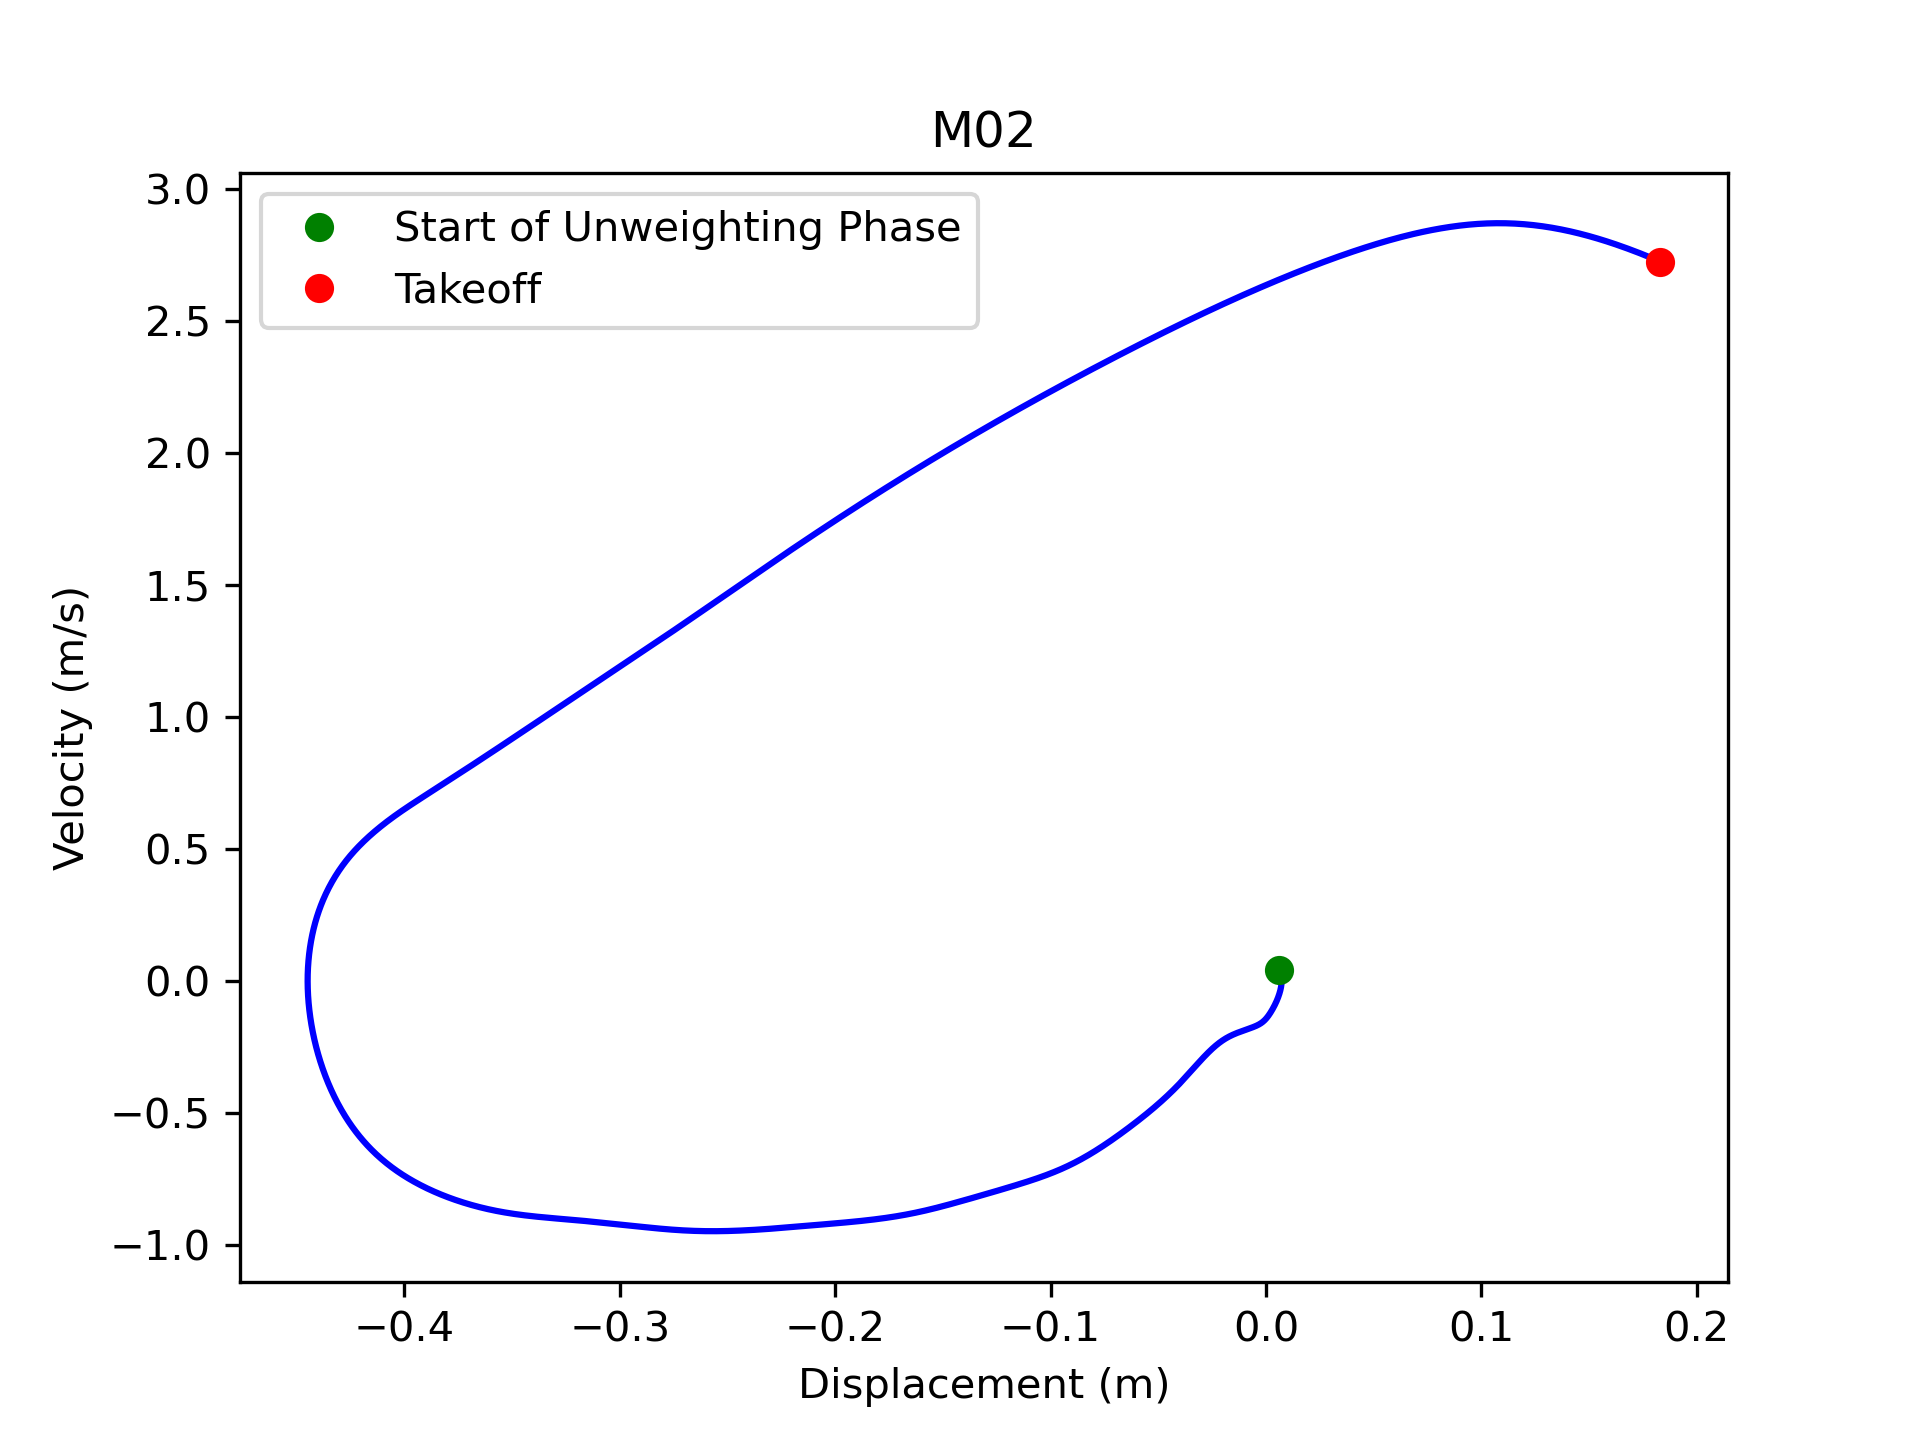 M02
3.0
2.5
2.0
1.5
1.0
0.5
0.0
−0.5
−1.0
Velocity (m/s)
Start of Unweighting Phase
Takeoff
−0.4 −0.3 −0.2 −0.1 0.0 0.1 0.2
Displacement (m)